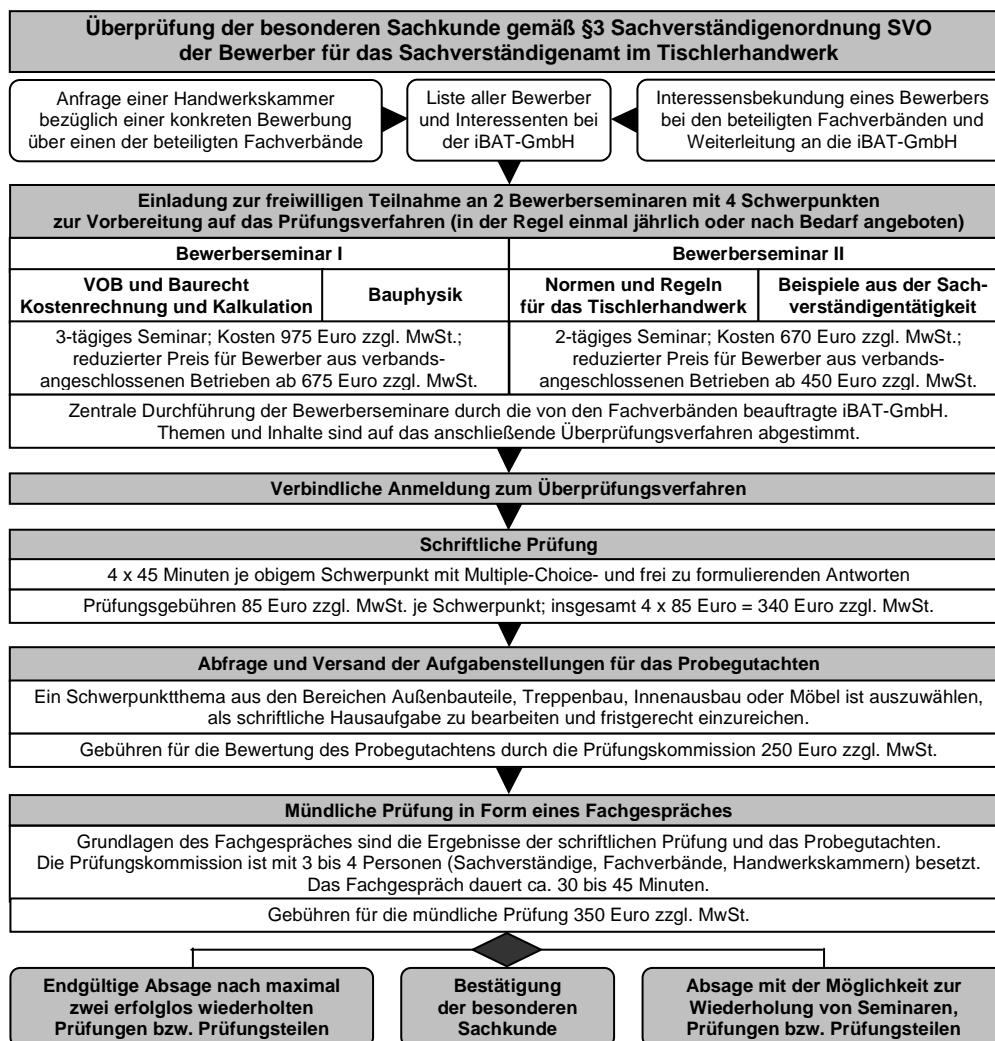 Überprüfung der besonderen Sachkunde gemäß §3 Sachverständigenordnung SVO
der Bewerber für das Sachverständigenamt im Tischlerhandwerk
Anfrage einer Handwerkskammer
bezüglich einer konkreten Bewerbung
über einen der beteiligten Fachverbände
Liste aller Bewerber
und Interessenten bei
der iBAT-GmbH
Interessensbekundung eines Bewerbers
bei den beteiligten Fachverbänden und
Weiterleitung an die iBAT-GmbH
Einladung zur freiwilligen Teilnahme an 2 Bewerberseminaren mit 4 Schwerpunkten
zur Vorbereitung auf das Prüfungsverfahren (in der Regel einmal jährlich oder nach Bedarf angeboten)
Bewerberseminar I
Bewerberseminar II
VOB und Baurecht
Kostenrechnung und Kalkulation
Bauphysik
Normen und Regeln
für das Tischlerhandwerk
Beispiele aus der Sach-
verständigentätigkeit
3-tägiges Seminar; Kosten 975 Euro zzgl. MwSt.;
reduzierter Preis für Bewerber aus verbands-
angeschlossenen Betrieben ab 675 Euro zzgl. MwSt.
2-tägiges Seminar; Kosten 670 Euro zzgl. MwSt.;
reduzierter Preis für Bewerber aus verbands-
angeschlossenen Betrieben ab 450 Euro zzgl. MwSt.
Zentrale Durchführung der Bewerberseminare durch die von den Fachverbänden beauftragte iBAT-GmbH.
Themen und Inhalte sind auf das anschließende Überprüfungsverfahren abgestimmt.
Verbindliche Anmeldung zum Überprüfungsverfahren
Schriftliche Prüfung
4 x 45 Minuten je obigem Schwerpunkt mit Multiple-Choice- und frei zu formulierenden Antworten
Prüfungsgebühren 85 Euro zzgl. MwSt. je Schwerpunkt; insgesamt 4 x 85 Euro = 340 Euro zzgl. MwSt.
Abfrage und Versand der Aufgabenstellungen für das Probegutachten
Ein Schwerpunktthema aus den Bereichen Außenbauteile, Treppenbau, Innenausbau oder Möbel ist auszuwählen,
als schriftliche Hausaufgabe zu bearbeiten und fristgerecht einzureichen.
Gebühren für die Bewertung des Probegutachtens durch die Prüfungskommission 250 Euro zzgl. MwSt.
Mündliche Prüfung in Form eines Fachgespräches
Grundlagen des Fachgespräches sind die Ergebnisse der schriftlichen Prüfung und das Probegutachten.
Die Prüfungskommission ist mit 3 bis 4 Personen (Sachverständige, Fachverbände, Handwerkskammern) besetzt.
Das Fachgespräch dauert ca. 30 bis 45 Minuten.
Gebühren für die mündliche Prüfung 350 Euro zzgl. MwSt.
Endgültige Absage nach maximal
zwei erfolglos wiederholten
Prüfungen bzw. Prüfungsteilen
Bestätigung
der besonderen
Sachkunde
Absage mit der Möglichkeit zur
Wiederholung von Seminaren,
Prüfungen bzw. Prüfungsteilen